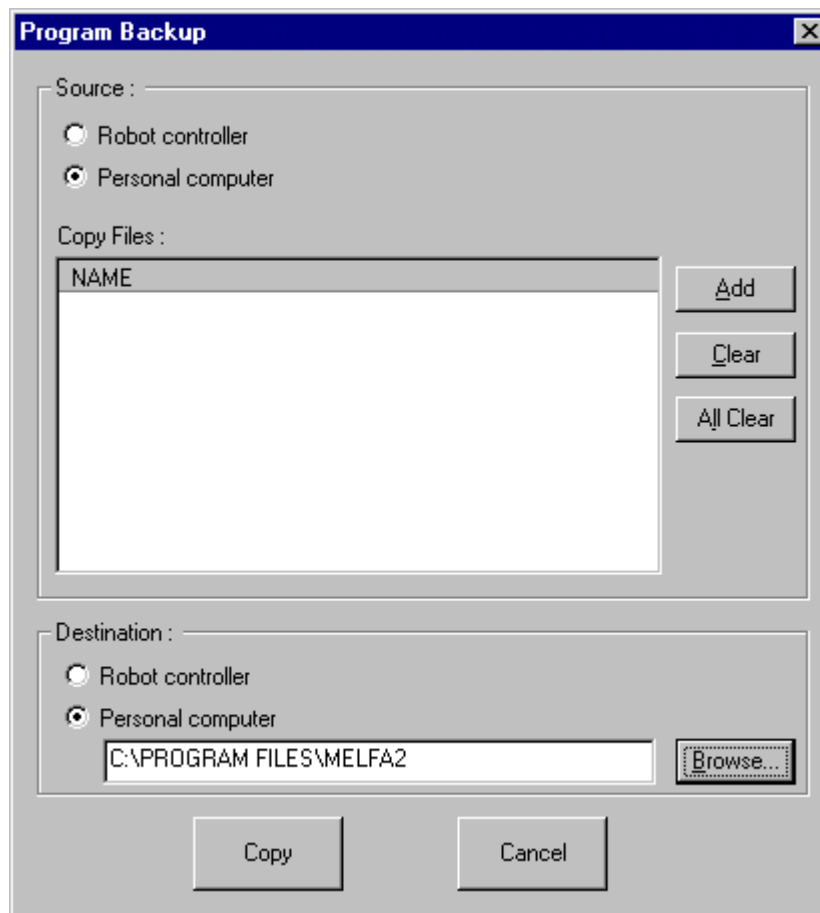 Program Backup
Source :
Robot controller
Personal computer
Copy Files :
NAME
Add
Clear
All Clear
Destination :
Robot controller
Personal computer
C:\PROGRAM FILES\MELFA2
Browse...
Copy
Cancel